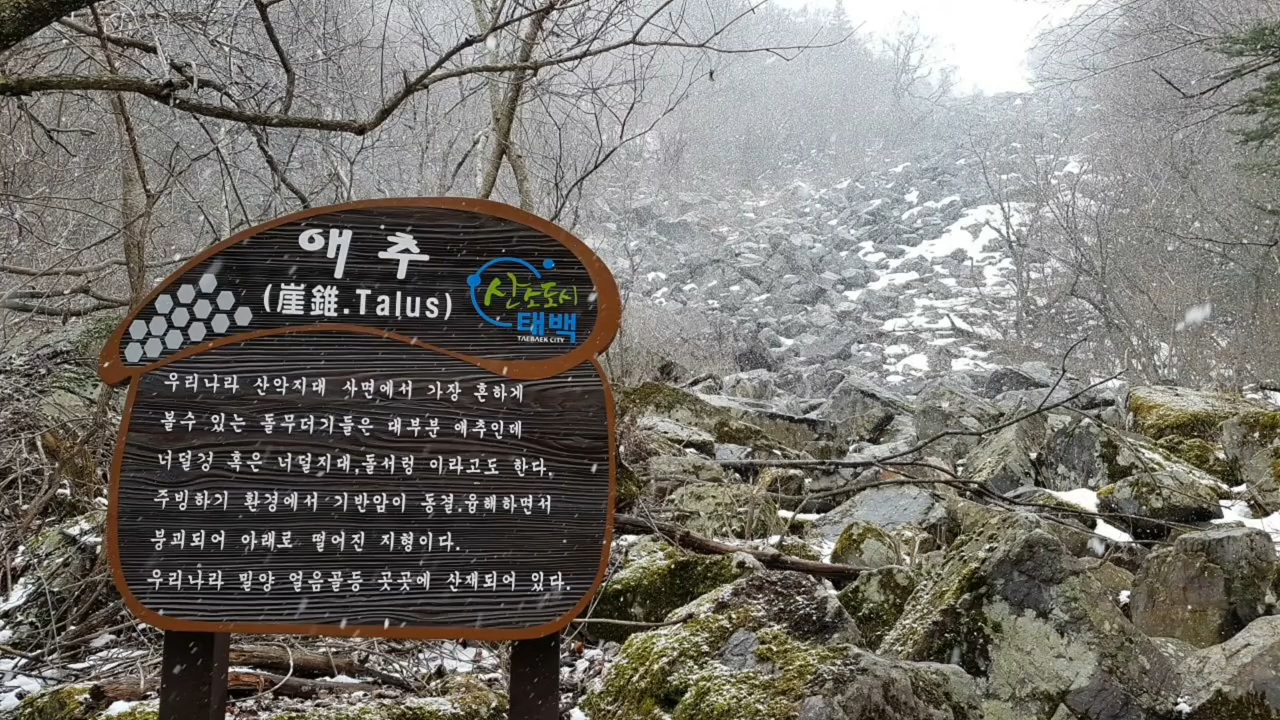 애추
(崖錐.Talus)
산소도시
태백
TAEBAEK CITY
우리나라 산악지대 사면에서 가장 흔하게
볼수 있는 돌무더기들은 대부분 애추인데
너덜겅 혹은 너덜지대,돌서렁 이라고도 한다.
주빙하기 환경에서 기반암이 동결.융해하면서
붕괴되어 아래로 떨어진 지형이다.
우리나라 밀양 얼음골등 곳곳에 산재되어 있다.